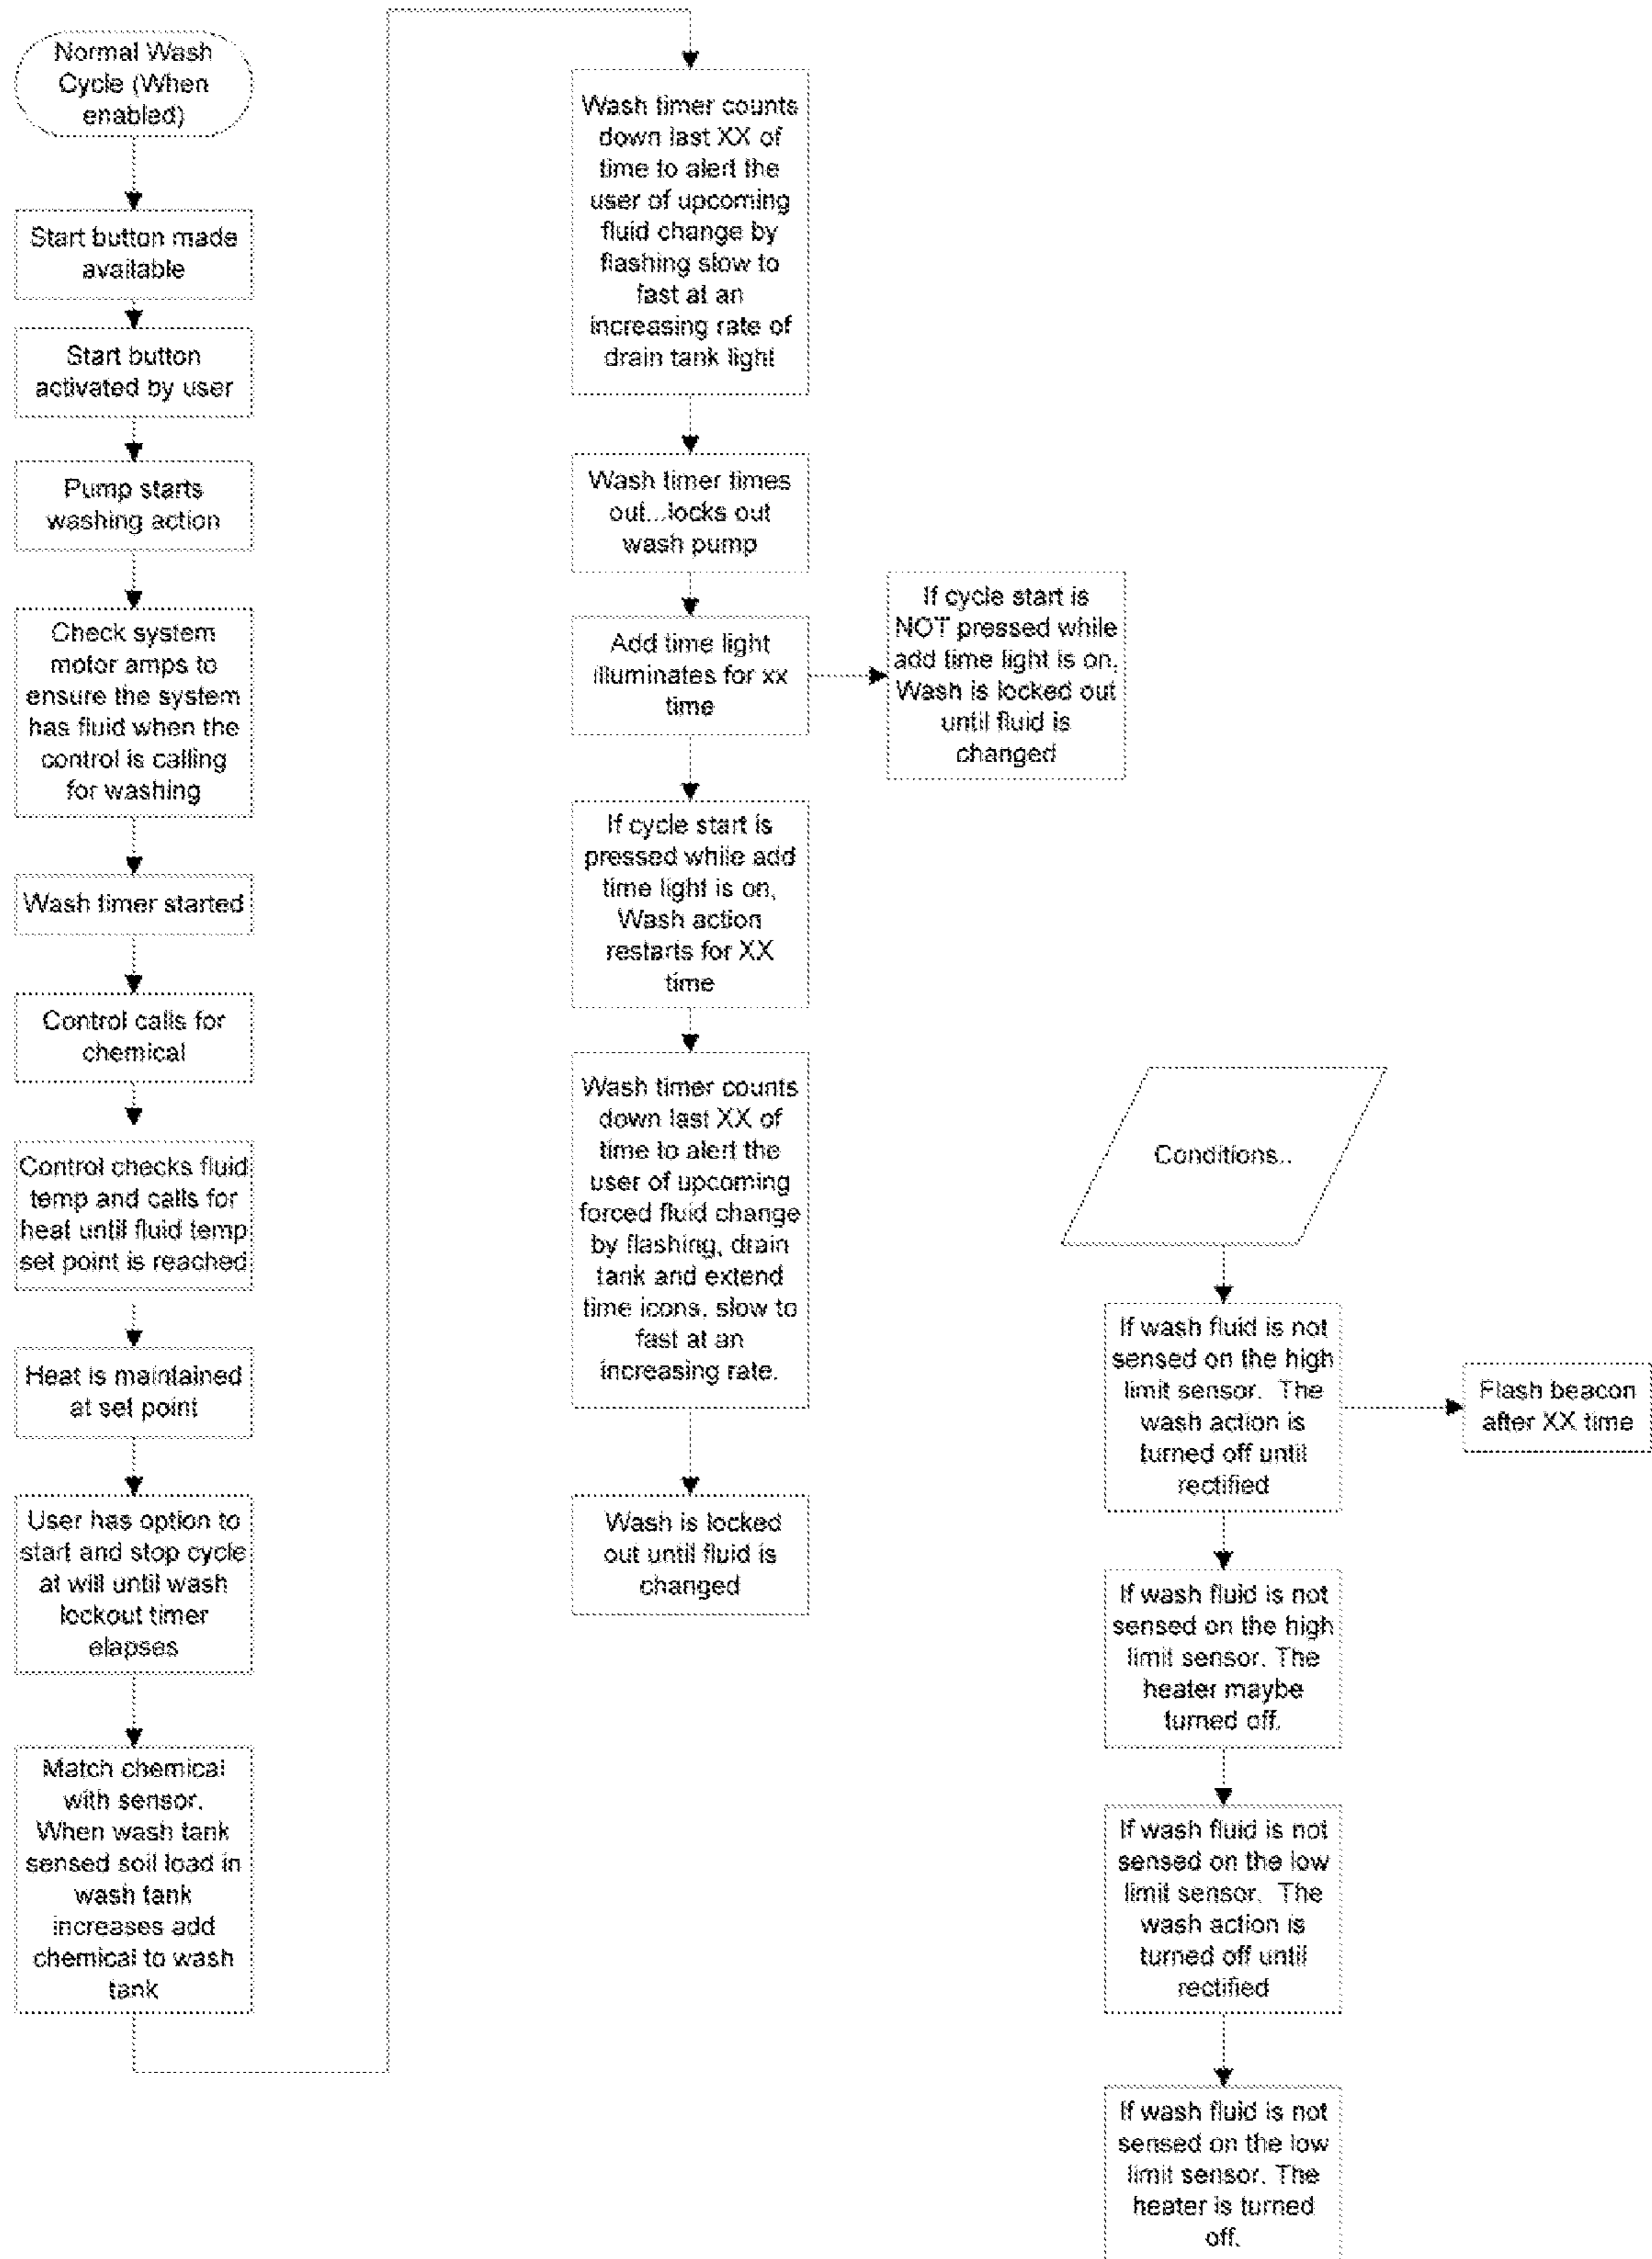 Normal Wash
Cycle (When
enabled)
Start button made
available
Start button
activated by user
Pump starts
washing action
Check system
motor amps to
ensure the system
has fluid when the
control is calling
for washing
Wash timer started
Control calls for
chemical
Control checks fluid
temp and calls for
heat until fluid temp
set point is reached
Heat is maintained
at set point
User has option to
start and stop cycle
at will until wash
lockout timer
elapses
Match chemical
with sensor.
When wash tank
sensed soil load in
wash tank
increases add
chemical to wash
tank
Wash timer counts
down last XX of
time to alert the
user of upcoming
fluid change by
flashing slow to
fast at an
increasing rate of
drain tank light
Wash timer times
out...locks out
wash pump
Add time light
illuminates for xx
time
If cycle start is
NOT pressed while
add time light is on,
Wash is locked out
until fluid is
changed
If cycle start is
pressed while add
time light is on,
Wash action
restarts for XX
time
Wash timer counts
down last XX of
time to alert the
user of upcoming
forced fluid change
by flashing, drain
tank and extend
time icons, slow to
fast at an
increasing rate.
Wash is locked
out until fluid is
changed
Conditions..
If wash fluid is not
sensed on the high
limit sensor. The
wash action is
turned off until
rectified
Flash beacon
after XX time
If wash fluid is not
sensed on the high
limit sensor. The
heater maybe
turned off.
If wash fluid is not
sensed on the low
limit sensor. The
wash action is
turned off until
rectified
If wash fluid is not
sensed on the low
limit sensor. The
heater is turned
off.